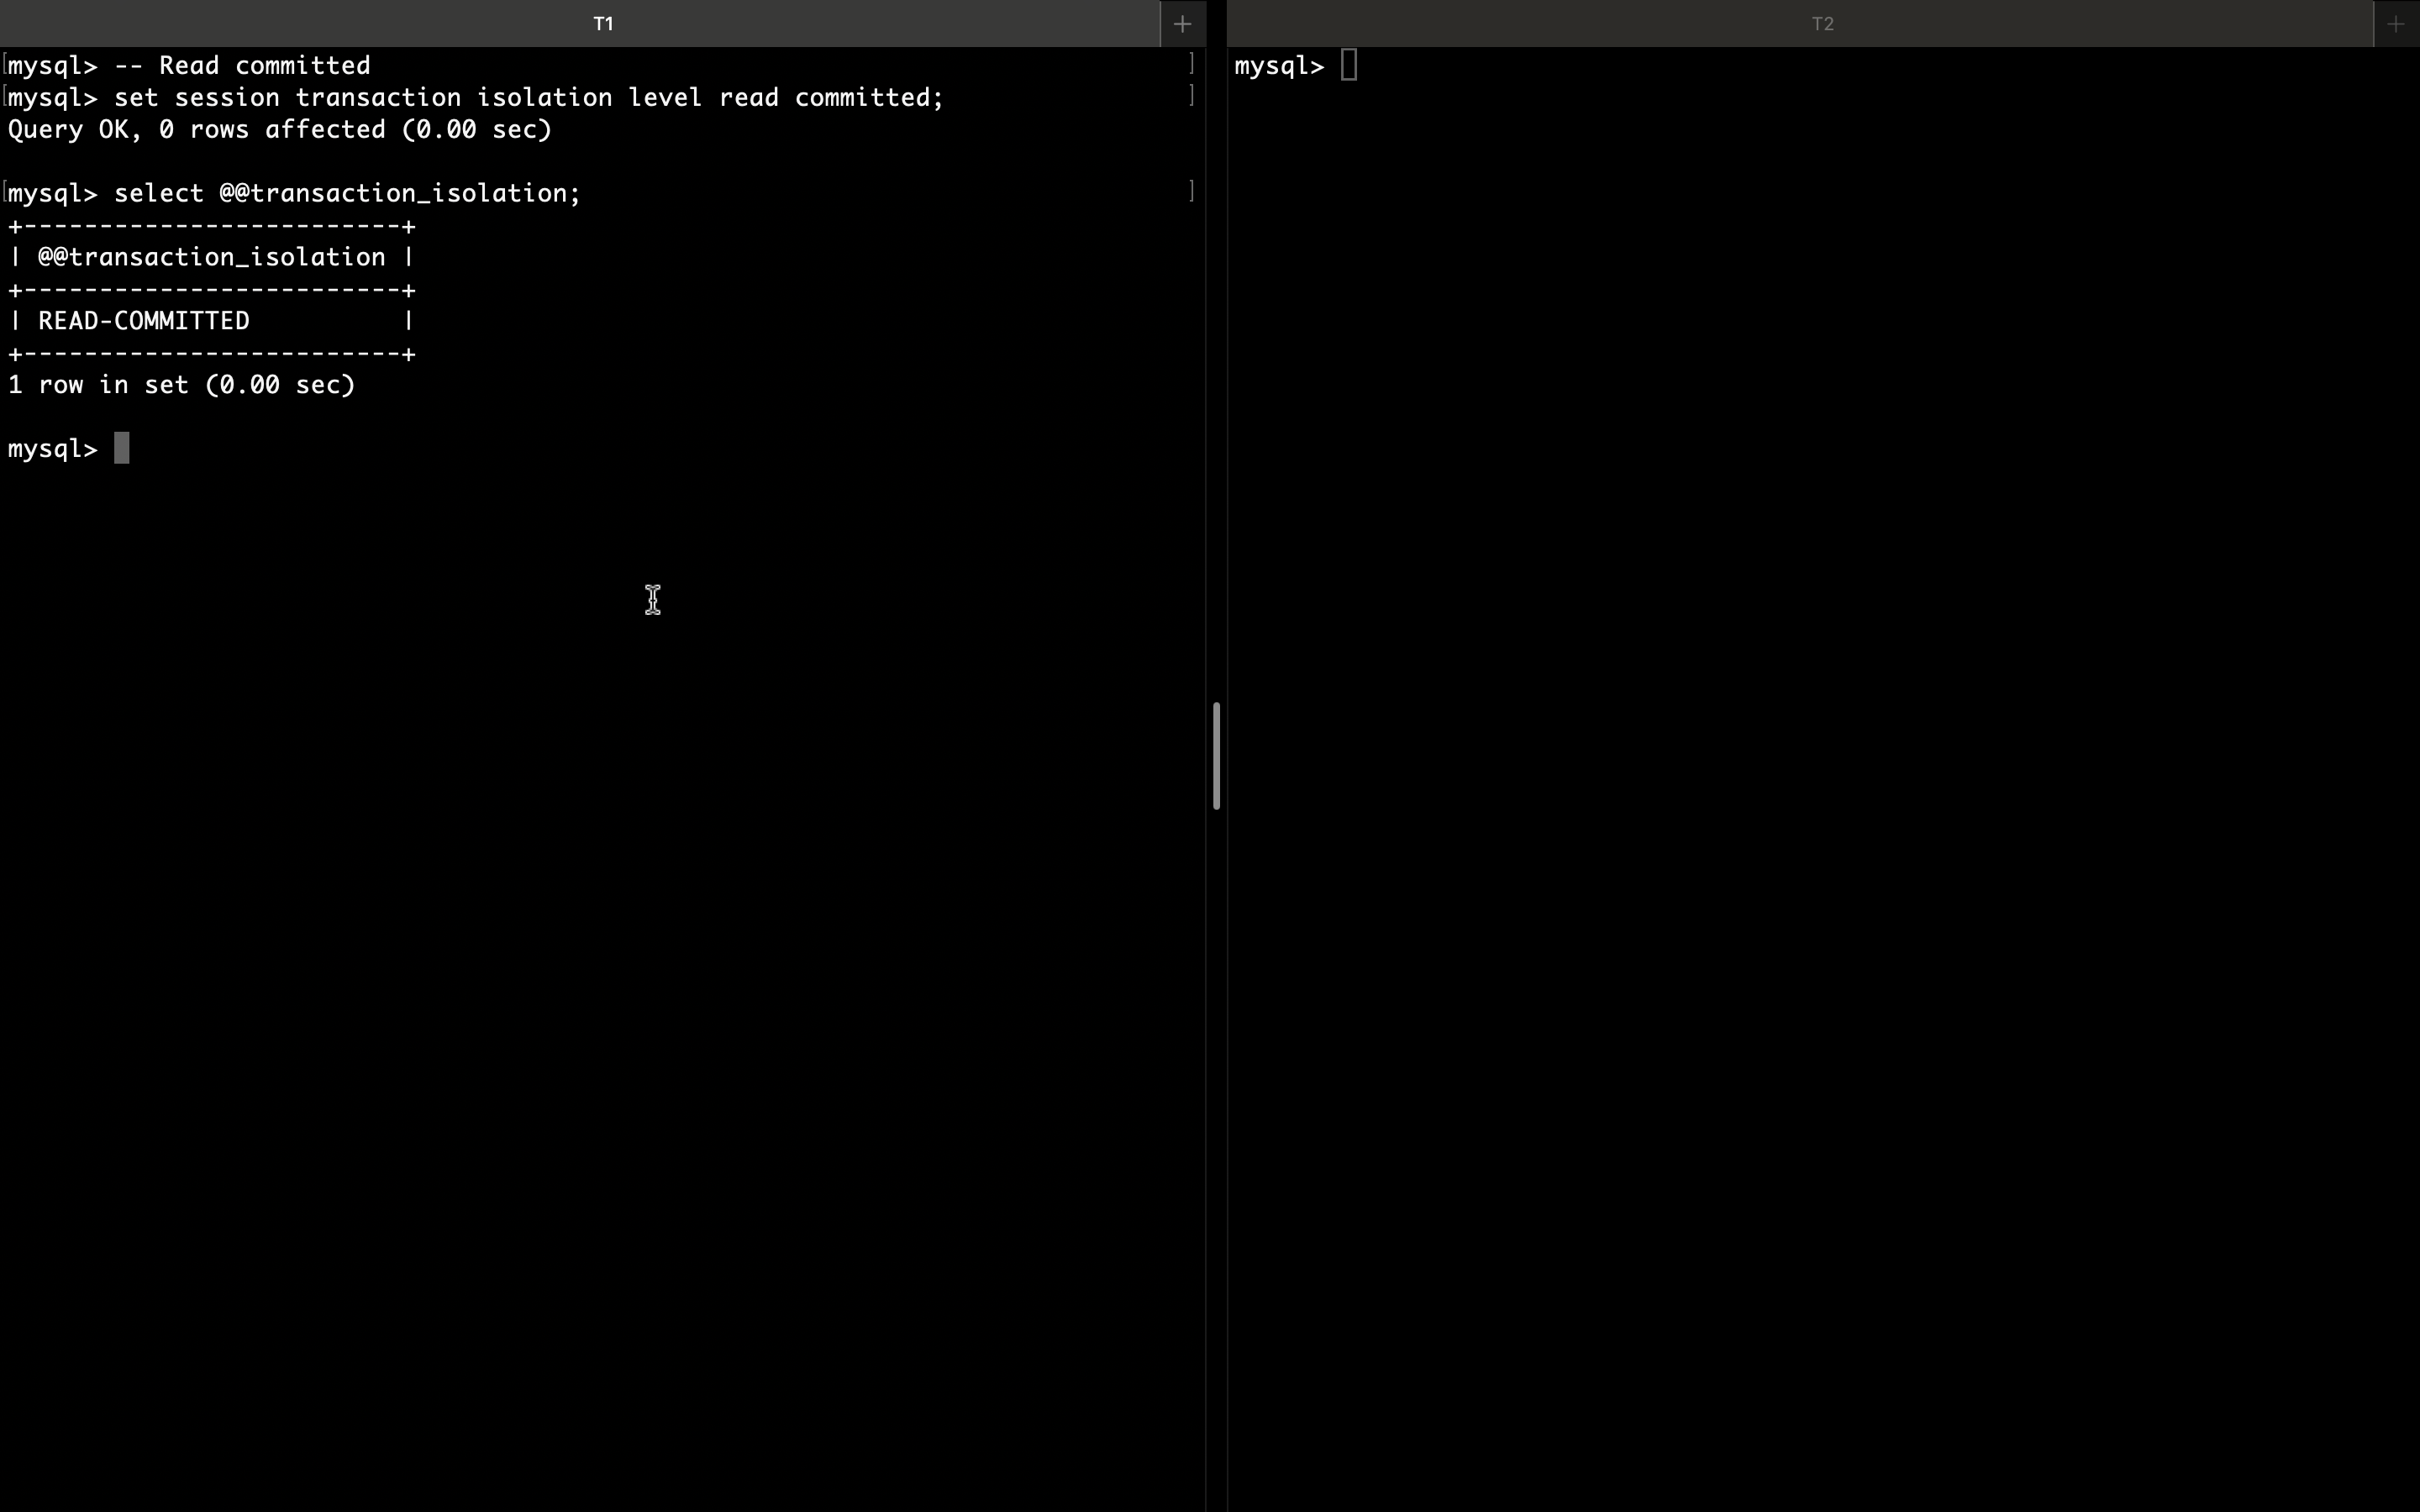 T1
+
[mysql> -- Read committed ]
[mysql> set session transaction isolation level read committed; ]
Query OK, 0 rows affected (0.00 sec)
[mysql> select @@transaction_isolation; ]
+-------------------------+
| @@transaction_isolation |
+-------------------------+
| READ-COMMITTED          |
+-------------------------+
1 row in set (0.00 sec)
mysql>
T2
+
mysql>